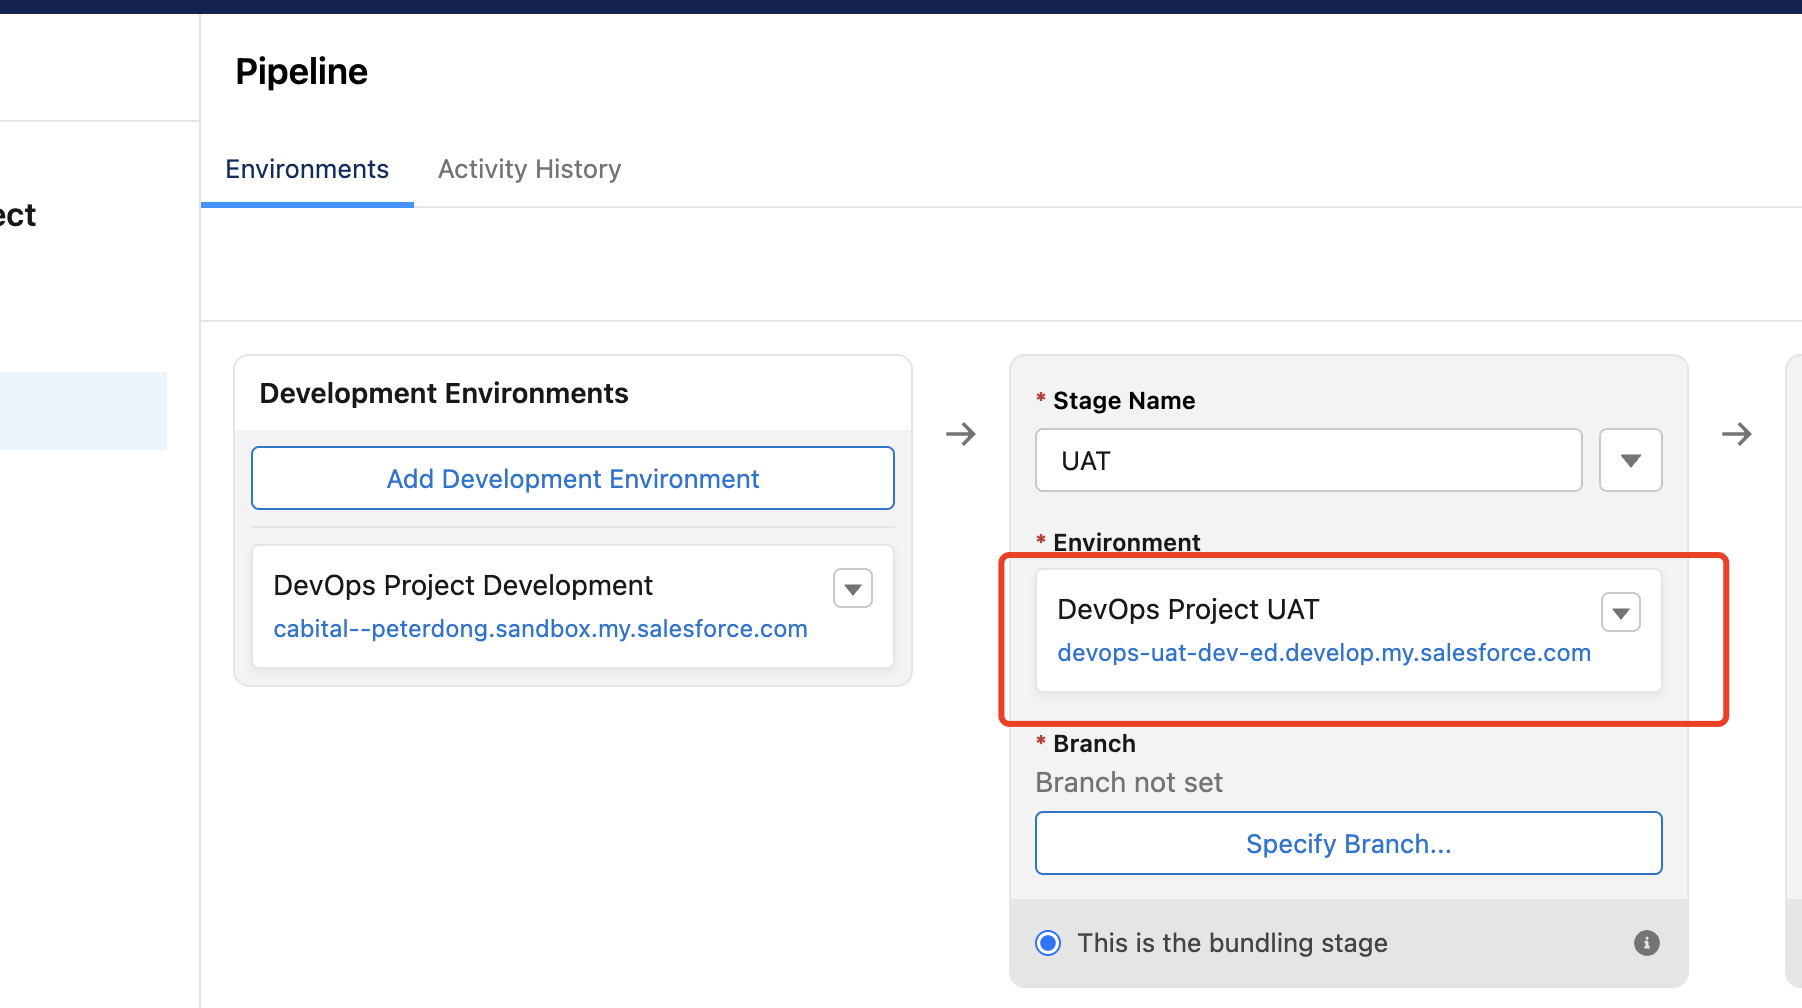 Pipeline
Environments
Activity History
ect
Development Environments
Add Development Environment
DevOps Project Development
cabital--peterdong.sandbox.my.salesforce.com
* Stage Name
UAT
* Environment
DevOps Project UAT
devops-uat-dev-ed.develop.my.salesforce.com
* Branch
Branch not set
Specify Branch...
This is the bundling stage